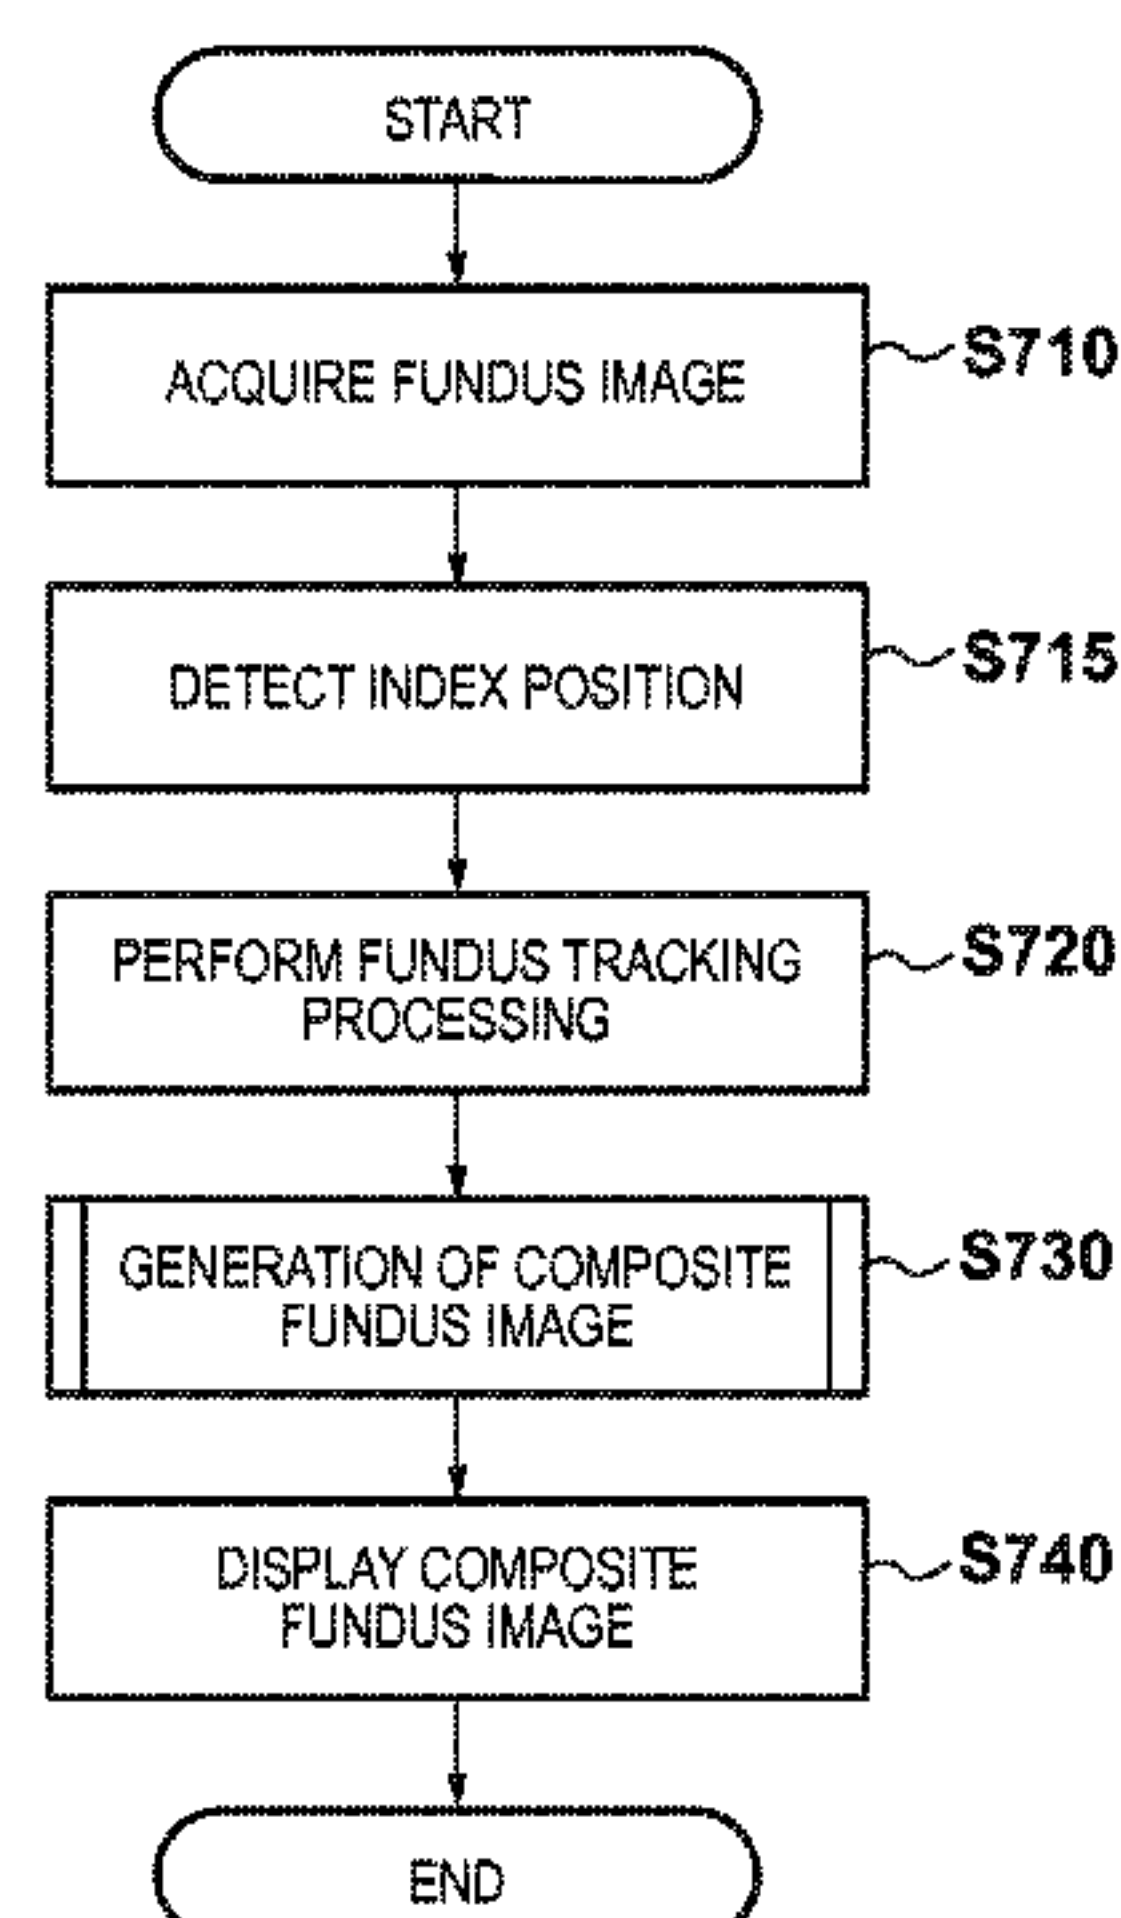 START
ACQUIRE FUNDUS IMAGE
S710
DETECT INDEX POSITION
S715
PERFORM FUNDUS TRACKING
PROCESSING
S720
GENERATION OF COMPOSITE
FUNDUS IMAGE
S730
DISPLAY COMPOSITE
FUNDUS IMAGE
S740
END